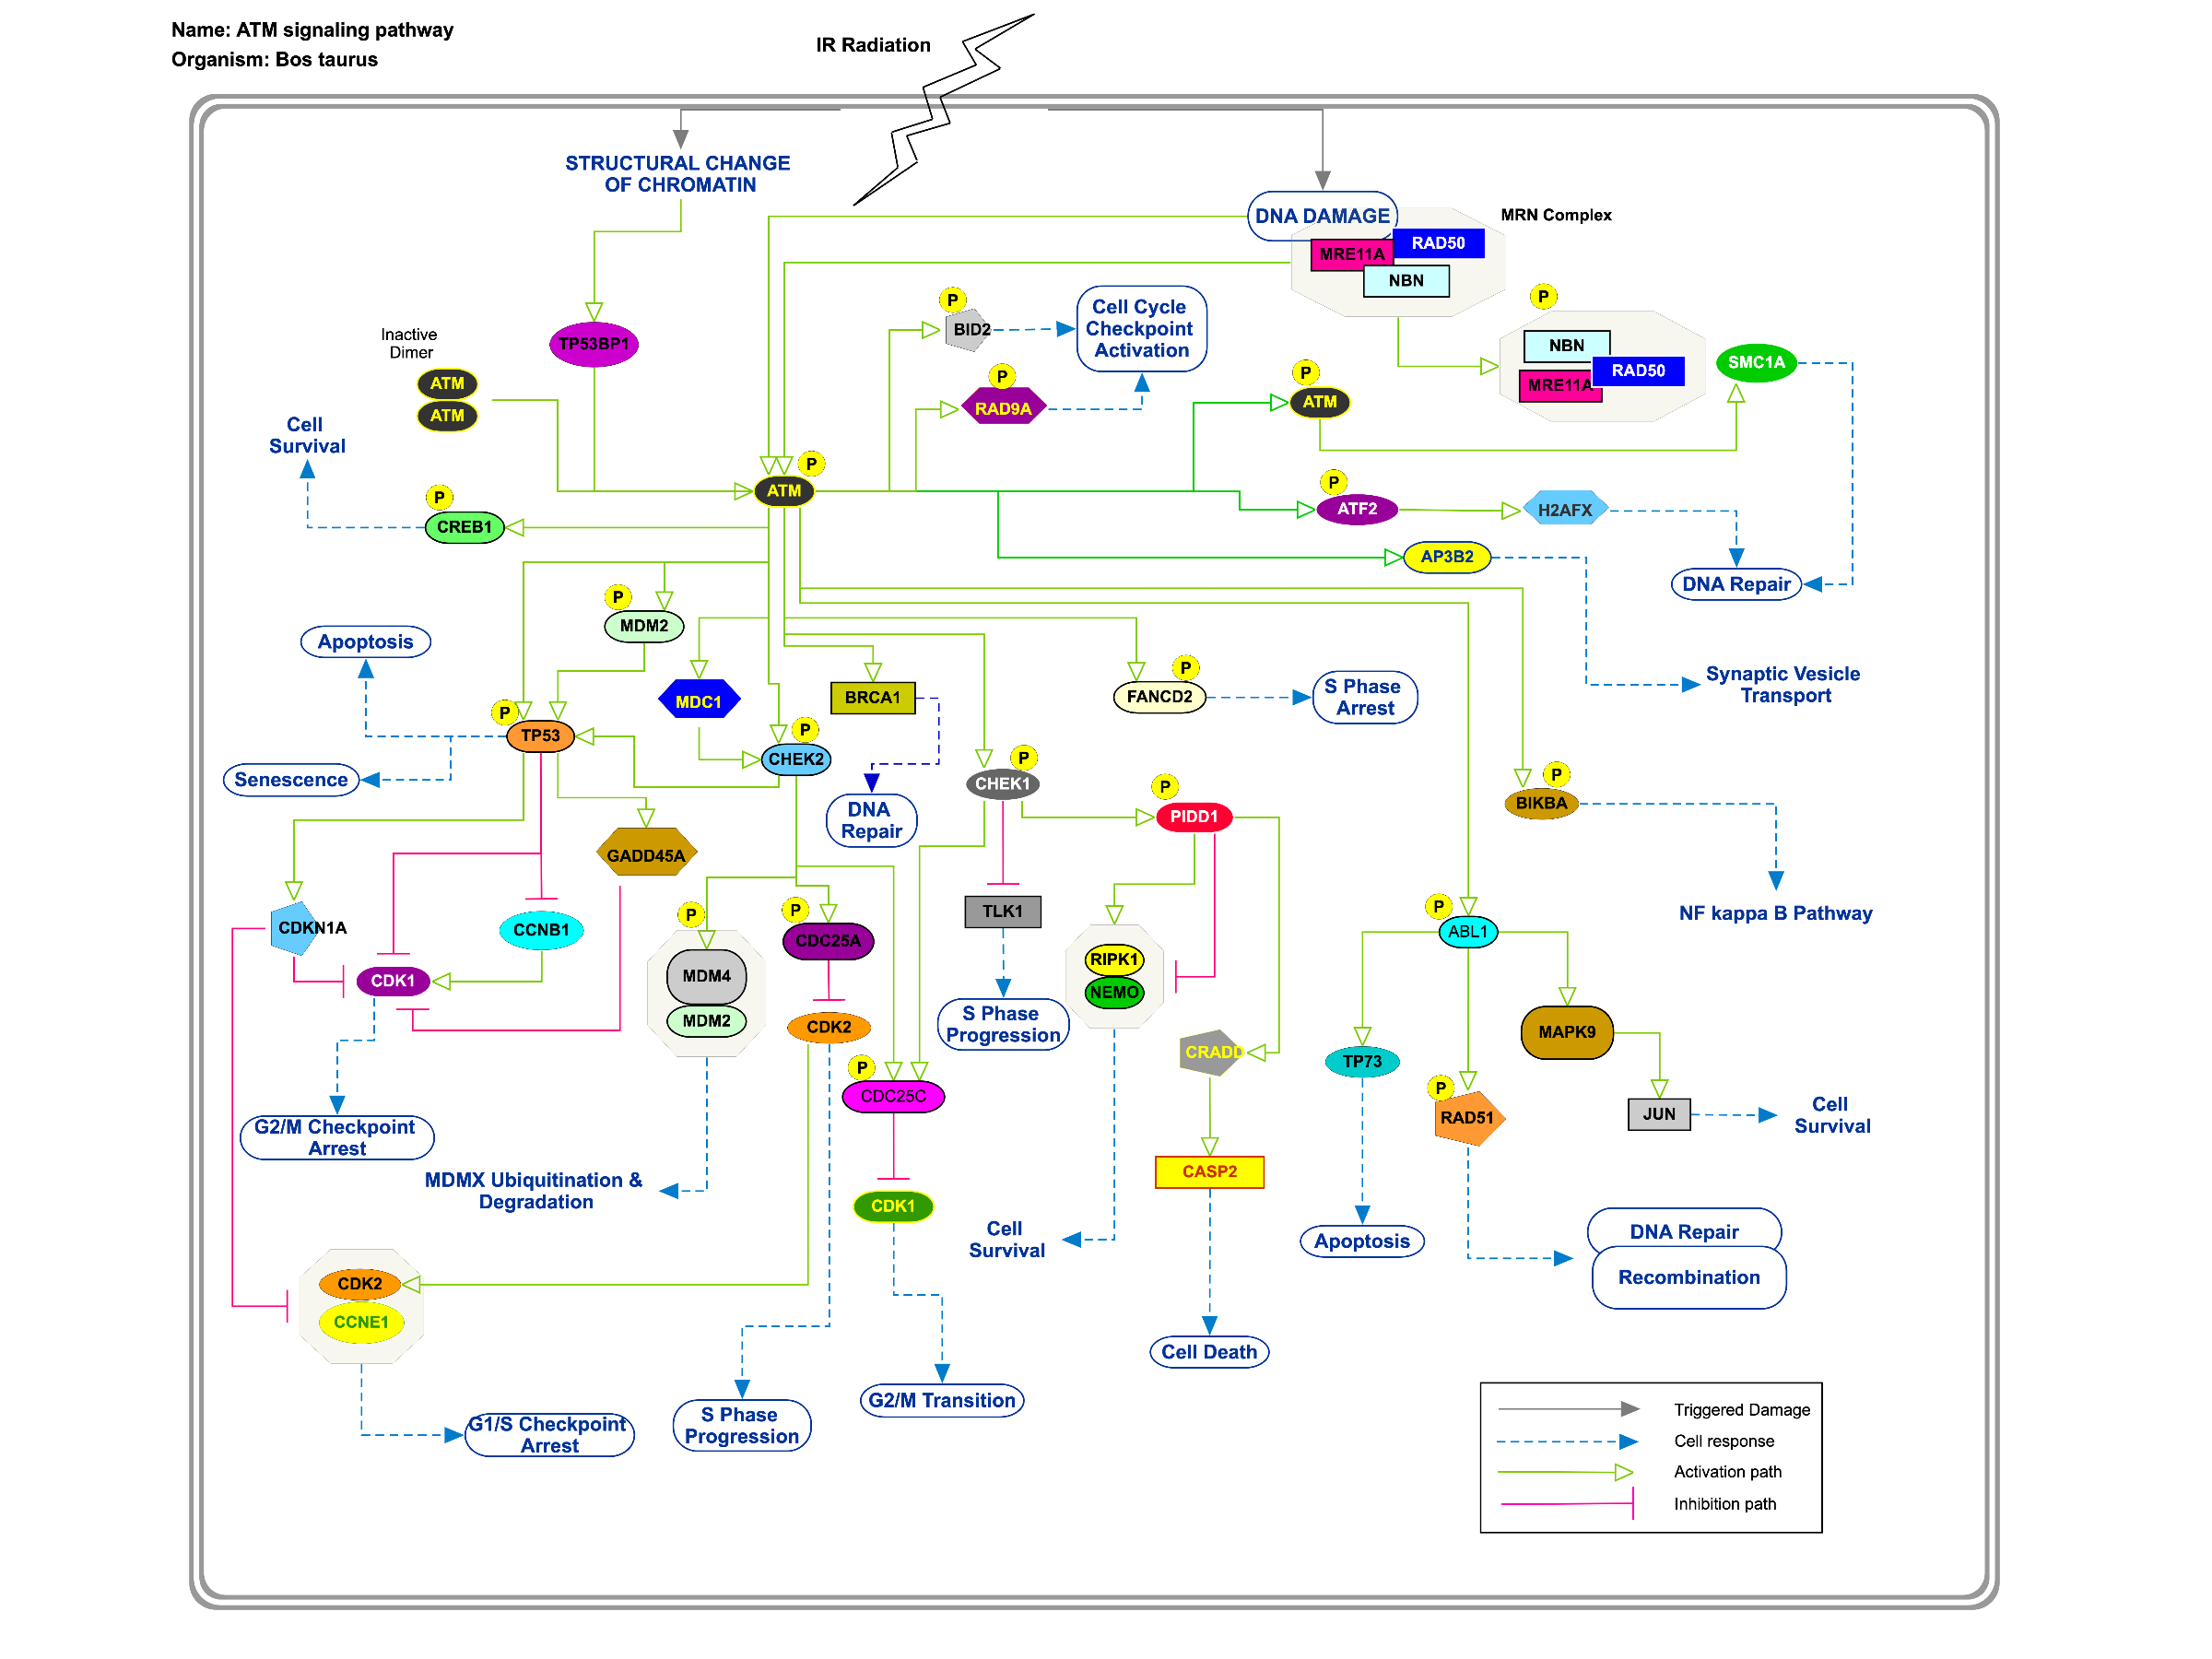 Name: ATM signaling pathway
Organism: Bos taurus
IR Radiation
STRUCTURAL CHANGE
OF CHROMATIN
DNA DAMAGE
MRN Complex
RAD50
MRE11A
NBN
P
P
BID2
Cell Cycle
Checkpoint
Activation
Inactive
Dimer
TP53BP1
NBN
RAD50
MRE11A
SMC1A
ATM
ATM
P
RAD9A
P
ATM
Cell
Survival
P
ATM
P
CREB1
P
ATF2
H2AFX
AP3B2
DNA Repair
P
MDM2
Apoptosis
MDC1
BRCA1
P
FANCD2
S Phase
Arrest
Synaptic Vesicle
Transport
P
TP53
P
CHEK2
Senescence
P
CHEK1
DNA
Repair
P
PIDD1
P
BIKBA
GADD45A
CDKN1A
CCNB1
P
P
CDC25A
TLK1
P
ABL1
NF kappa B Pathway
CDK1
MDM4
MDM2
CDK2
RIPK1
NEMO
S Phase
Progression
MAPK9
CRADD
TP73
P
CDC25C
P
RAD51
JUN
Cell
Survival
G2/M Checkpoint
Arrest
MDMX Ubiquitination &
Degradation
CASP2
CDK1
Cell
Survival
Apoptosis
DNA Repair
Recombination
CDK2
CCNE1
Cell Death
G2/M Transition
G1/S Checkpoint
Arrest
S Phase
Progression
Triggered Damage
Cell response
Activation path
Inhibition path